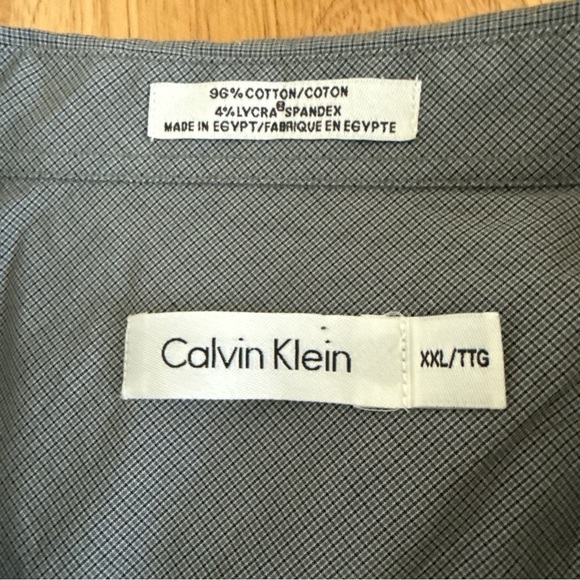 96% COTTON/COTON
4% LYCRA® SPANDEX
MADE IN EGYPT/FABRIQUE EN EGYPTE
Calvin Klein
XXL/TTG